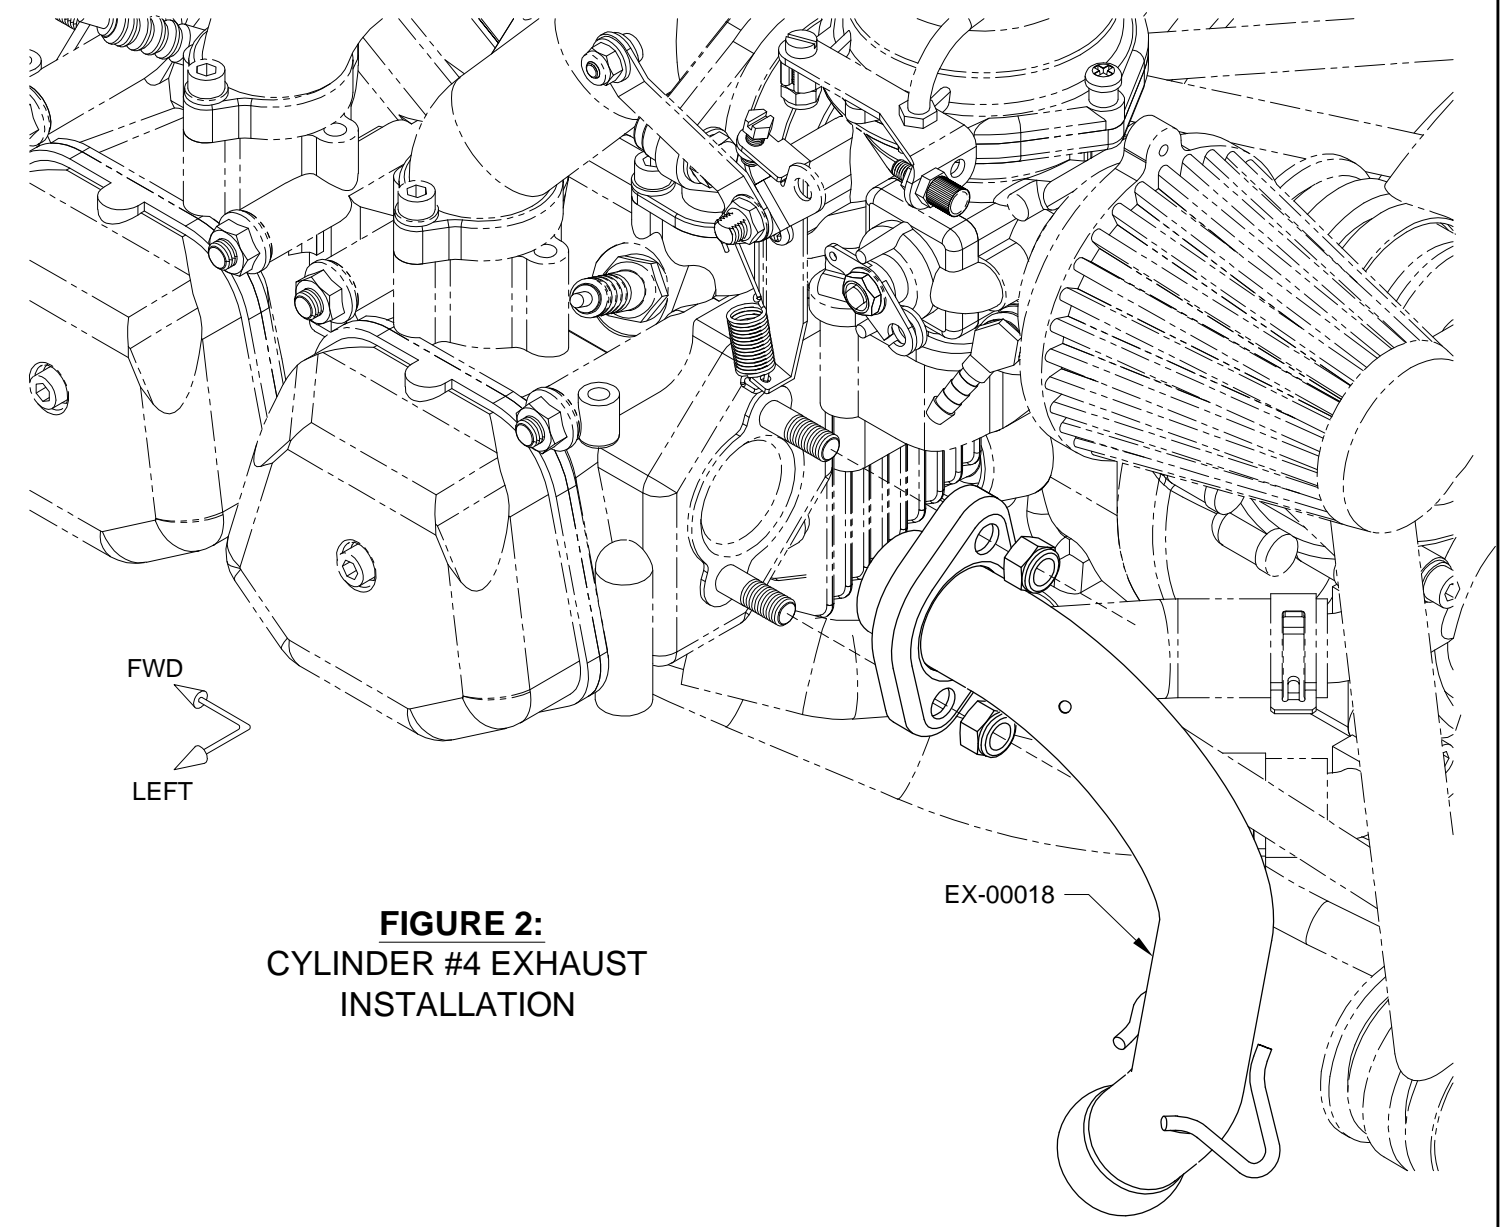 FWD
LEFT
EX-00018
FIGURE 2:
CYLINDER #4 EXHAUST
INSTALLATION